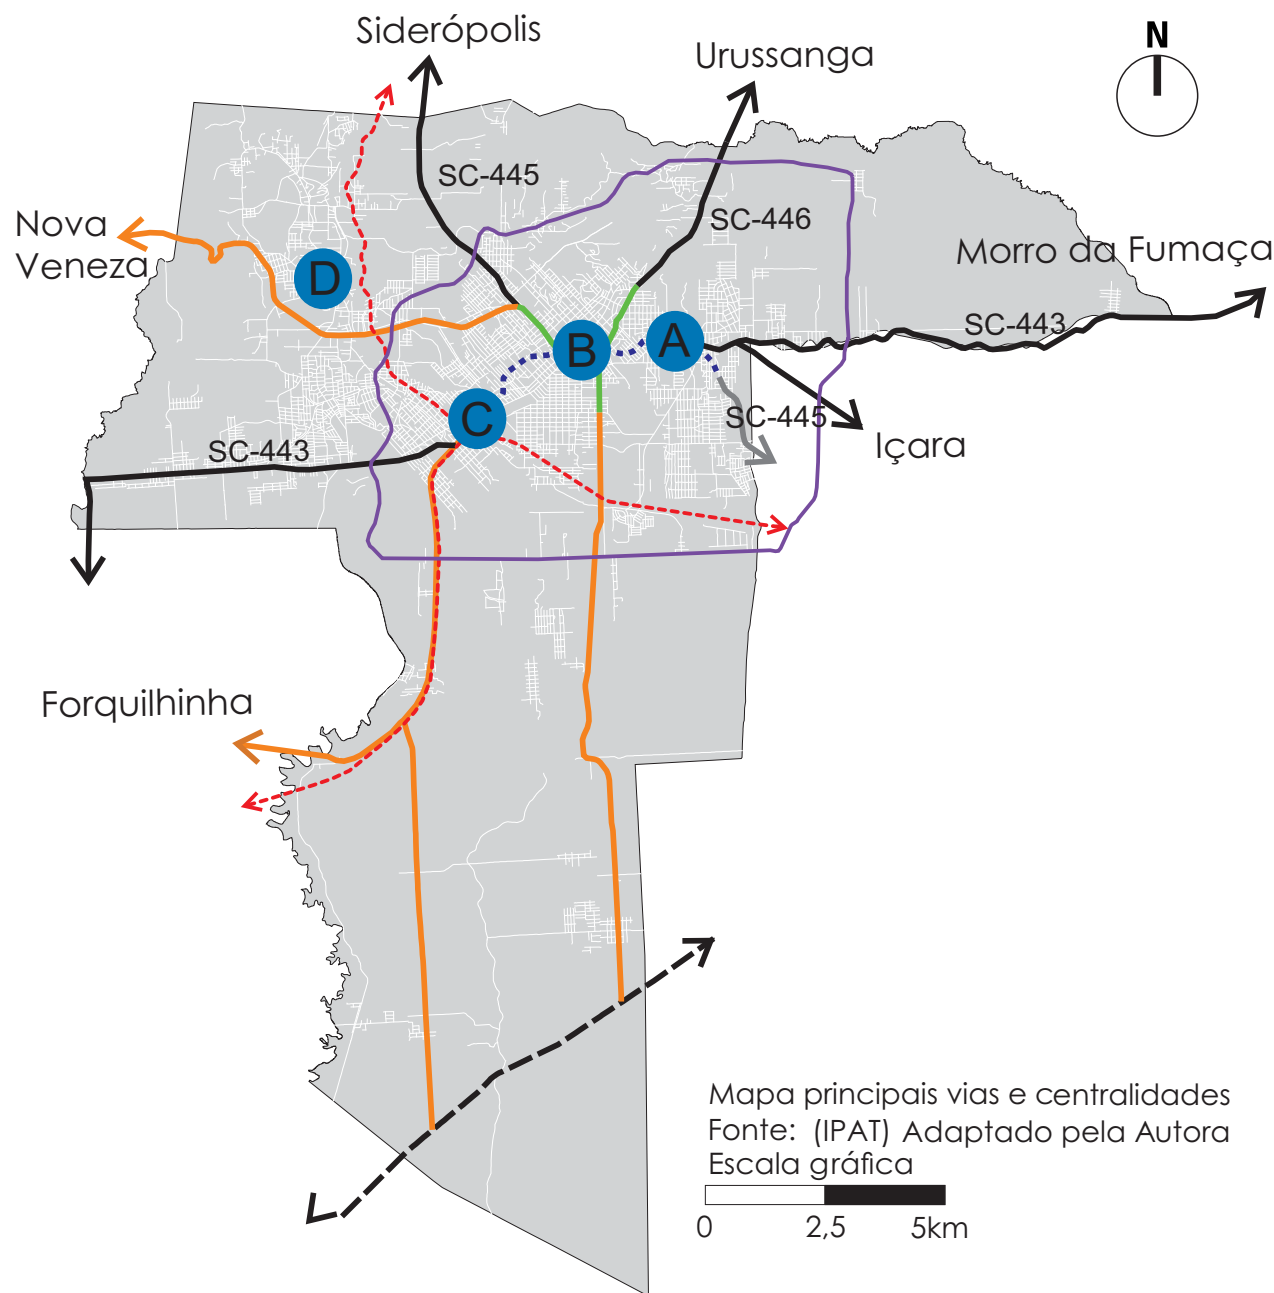 Siderópolis
N
Urussanga
SC-445
Nova
Veneza
SC-446
Morro da Fumaça
D
SC-443
B
A
C
SC-445
Içara
SC-443
Forquilhinha
Mapa principais vias e centralidades
Fonte: (IPAT) Adaptado pela Autora
Escala gráfica
0 2,5 5km